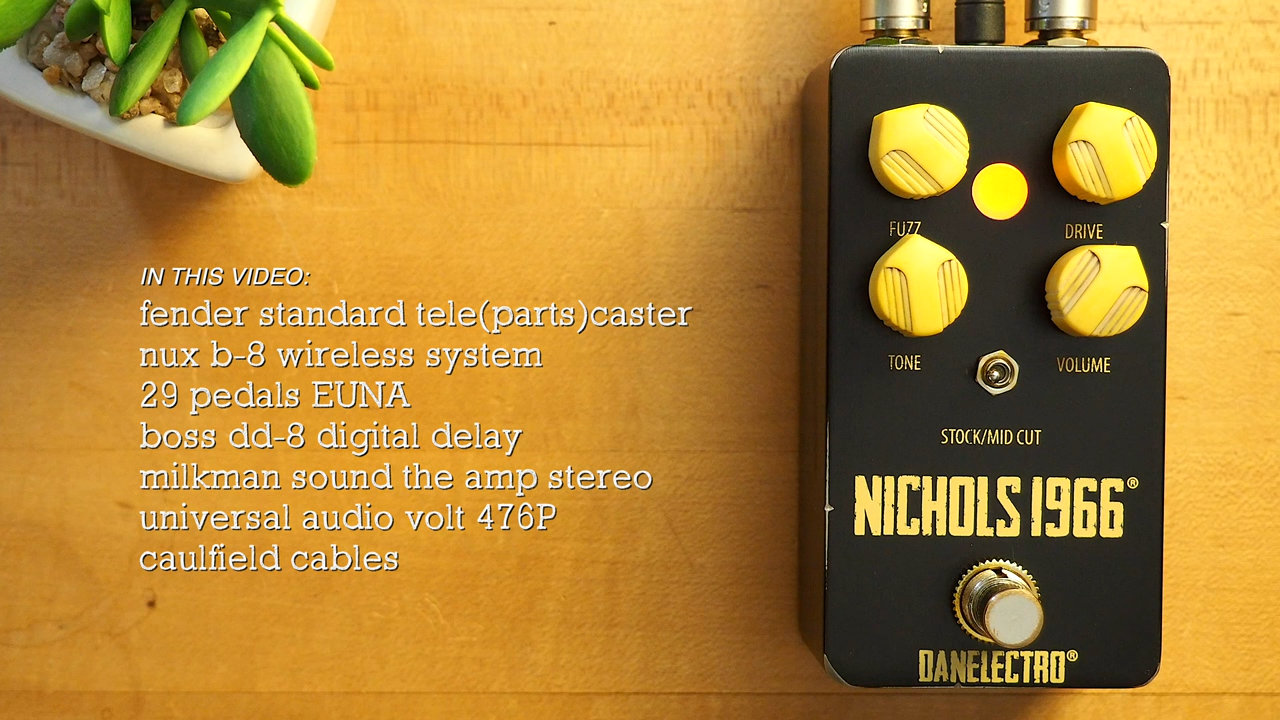 IN THIS VIDEO:
fender standard tele(parts)caster
nux b-8 wireless system
29 pedals EUNA
boss dd-8 digital delay
milkman sound the amp stereo
universal audio volt 476P
caulfield cables
FUZZ DRIVE
TONE VOLUME
STOCK/MID CUT
NICHOLS 1966®
DANELECTRO®